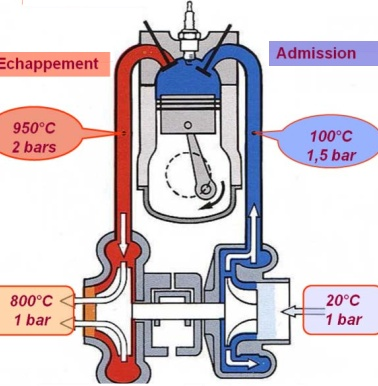 Echappement
Admission
950°C
2 bars
100°C
1,5 bar
800°C
1 bar
20°C
1 bar